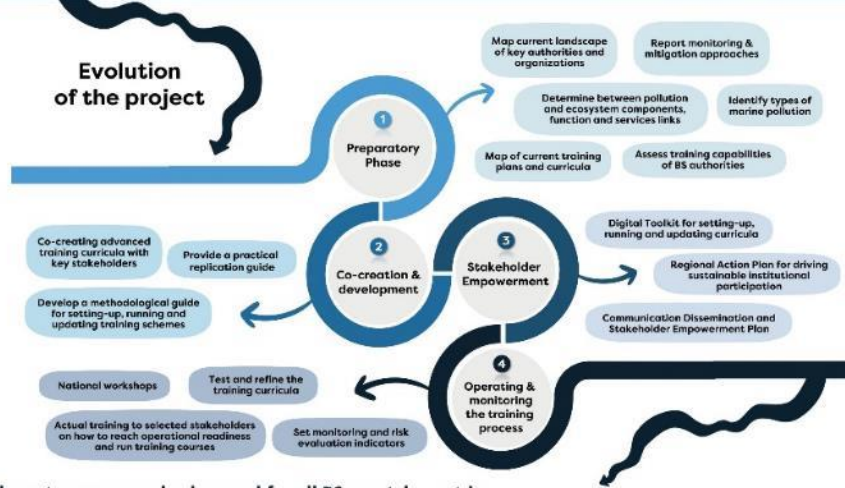 Evolution
of the project
1
Preparatory
Phase
Map current landscape
of key authorities and
organizations
Report monitoring &
mitigation approaches
Determine between pollution
and ecosystem components,
function and services links
Identify types of
marine pollution
Map of current training
plans and curricula
Assess training capabilities
of BS authorities
2
Co-creation &
development
Co-creating advanced
training curricula with
key stakeholders
Provide a practical
replication guide
Develop a methodological guide
for setting-up, running and
updating training schemes
3
Stakeholder
Empowerment
Digital Toolkit for setting-up,
running and updating curricula
Regional Action Plan for driving
sustainable institutional
participation
Communication Dissemination and
Stakeholder Empowerment Plan
4
Operating &
monitoring
the training
process
National workshops
Test and refine the
training curricula
Actual training to selected stakeholders
on how to reach operational readiness
and run training courses
Set monitoring and risk
evaluation indicators